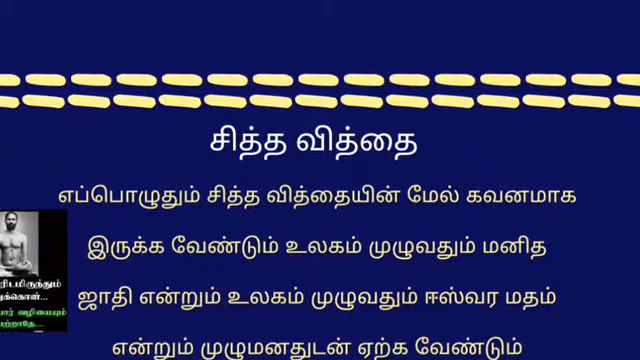 சித்த வித்தை
எப்பொழுதும் சித்த வித்தையின் மேல் கவனமாக
இருக்க வேண்டும் உலகம் முழுவதும் மனித
ஜாதி என்றும் உலகம் முழுவதும் ஈஸ்வர மதம்
என்றும் முழுமனதுடன் ஏற்க வேண்டும்